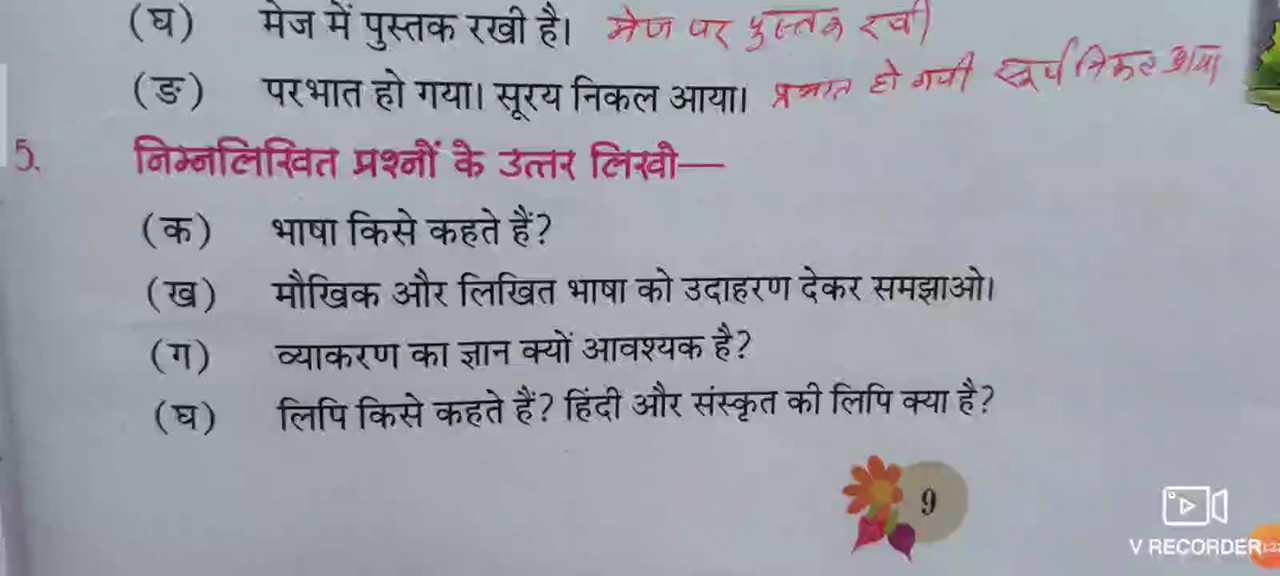 (घ) मेज में पुस्तक रखी है। मेज पर पुस्तक रखी
(ङ) परभात हो गया। सूरय निकल आया। प्रभात हो गयी सूर्य निकल आया
5. निम्नलिखित प्रश्नों के उत्तर लिखो—
(क) भाषा किसे कहते हैं?
(ख) मौखिक और लिखित भाषा को उदाहरण देकर समझाओ।
(ग) व्याकरण का ज्ञान क्यों आवश्यक है?
(घ) लिपि किसे कहते हैं? हिंदी और संस्कृत की लिपि क्या है?
9
V RECORDER